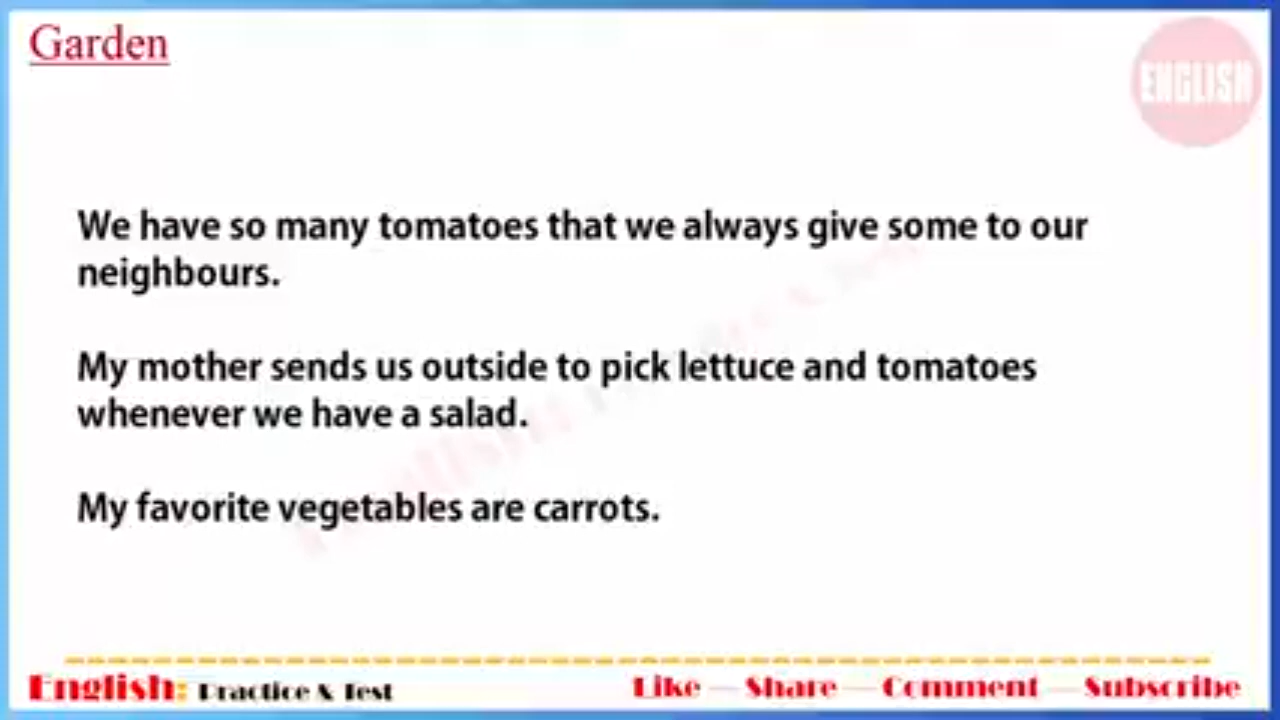 Garden
ENGLISH
We have so many tomatoes that we always give some to our
neighbours.
My mother sends us outside to pick lettuce and tomatoes
whenever we have a salad.
My favorite vegetables are carrots.
English: Practice & Test
Like — Share — Comment — Subscribe